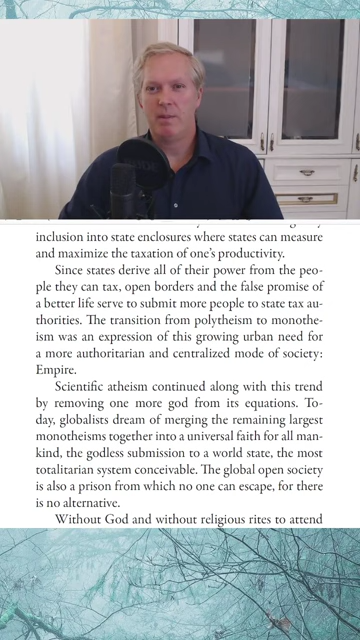 inclusion into state enclosures where states can measure
and maximize the taxation of one's productivity.
Since states derive all of their power from the peo-
ple they can tax, open borders and the false promise of
a better life serve to submit more people to state tax au-
thorities. The transition from polytheism to monothe-
ism was an expression of this growing urban need for
a more authoritarian and centralized mode of society:
Empire.
Scientific atheism continued along with this trend
by removing one more god from its equations. To-
day, globalists dream of merging the remaining largest
monotheisms together into a universal faith for all man-
kind, the godless submission to a world state, the most
totalitarian system conceivable. The global open society
is also a prison from which no one can escape, for there
is no alternative.
Without God and without religious rites to attend